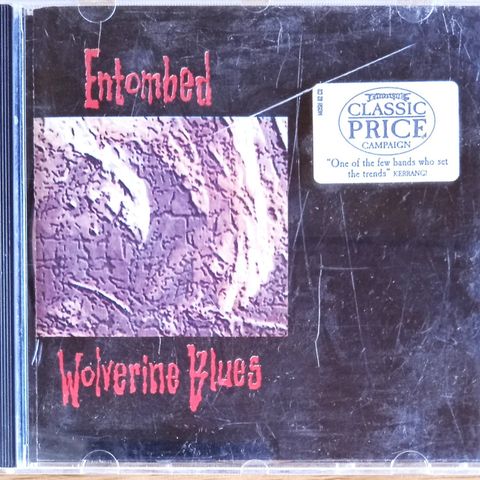 Entombed
CLASSIC
PRICE
CAMPAIGN
"One of the few bands who set
the trends" KERRANG!
Wolverine Blues